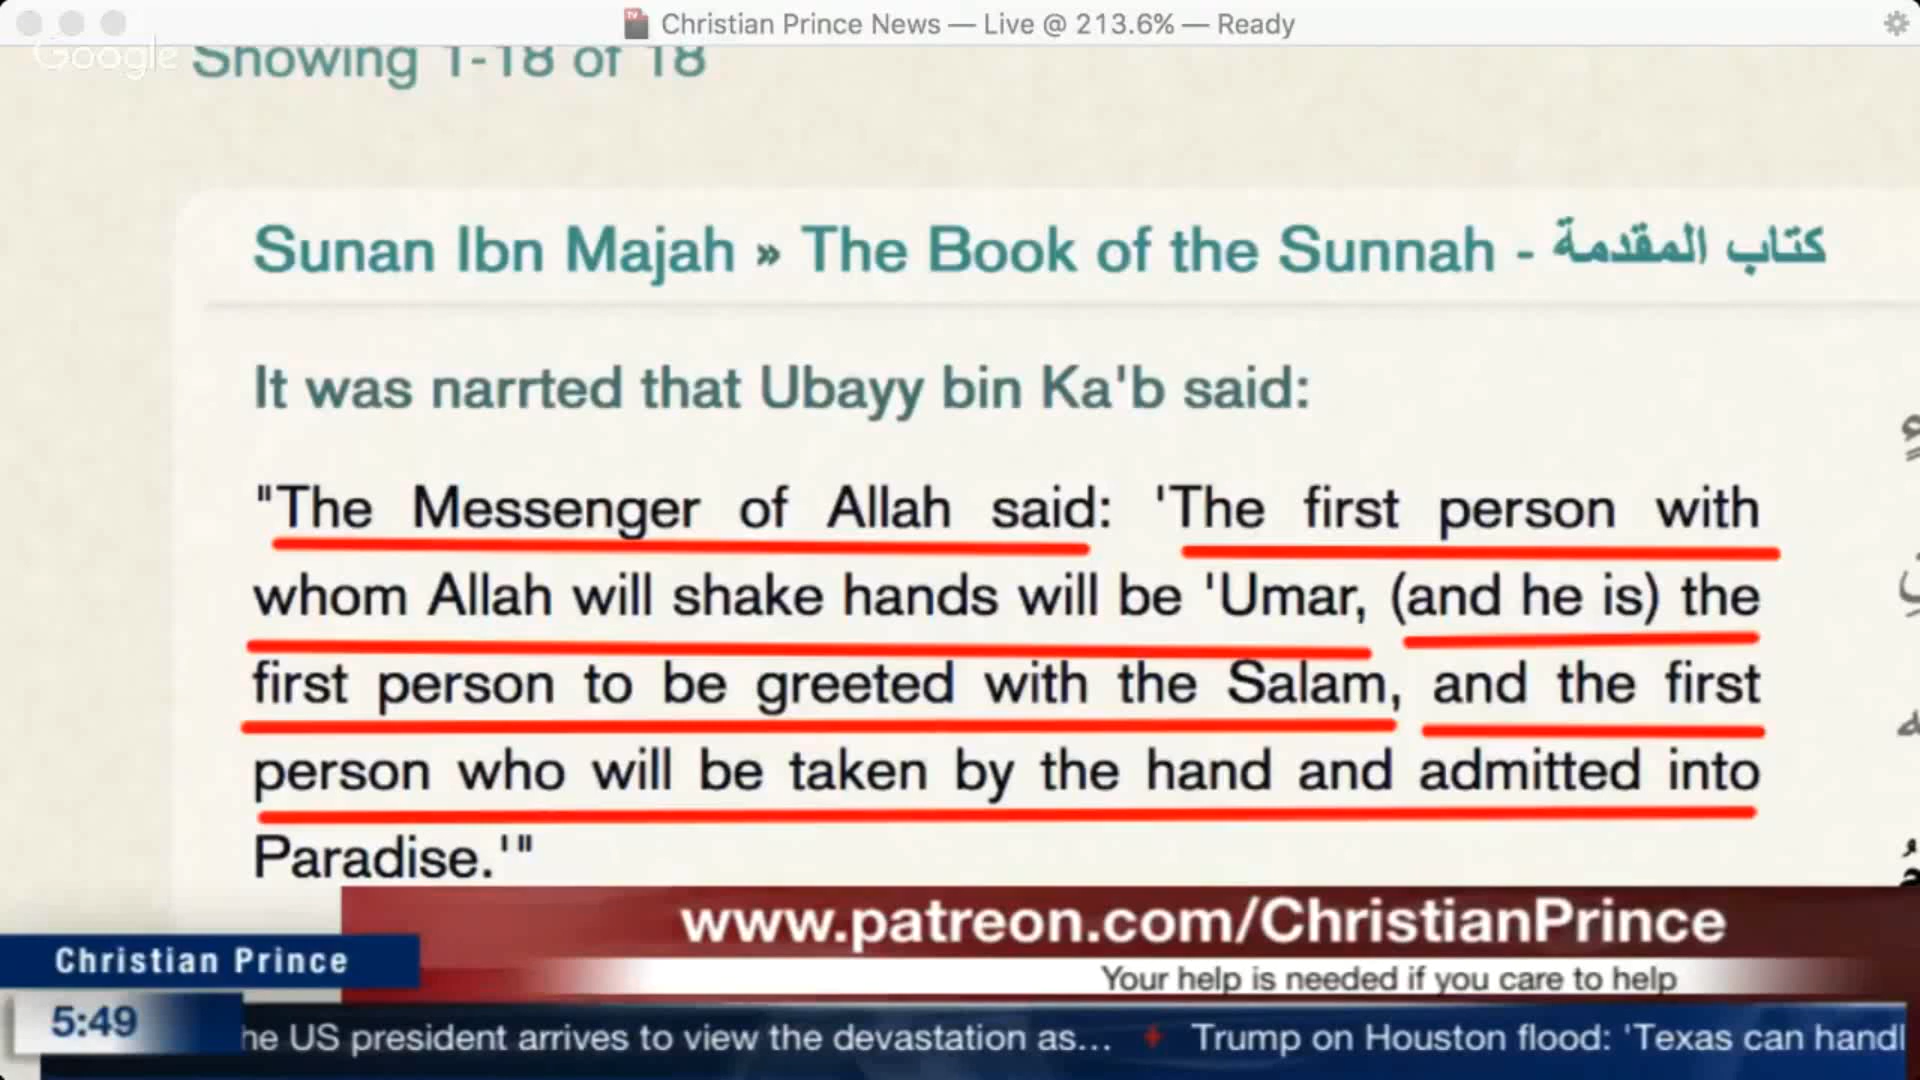 Christian Prince News — Live @ 213.6% — Ready
Google
Showing 1-18 of 18
Sunan Ibn Majah » The Book of the Sunnah - كتاب المقدمة
It was narrted that Ubayy bin Ka'b said:
"The Messenger of Allah said: 'The first person with
whom Allah will shake hands will be 'Umar, (and he is) the
first person to be greeted with the Salam, and the first
person who will be taken by the hand and admitted into
Paradise.'"
www.patreon.com/ChristianPrince
Christian Prince
Your help is needed if you care to help
5:49
he US president arrives to view the devastation as... Trump on Houston flood: 'Texas can handl